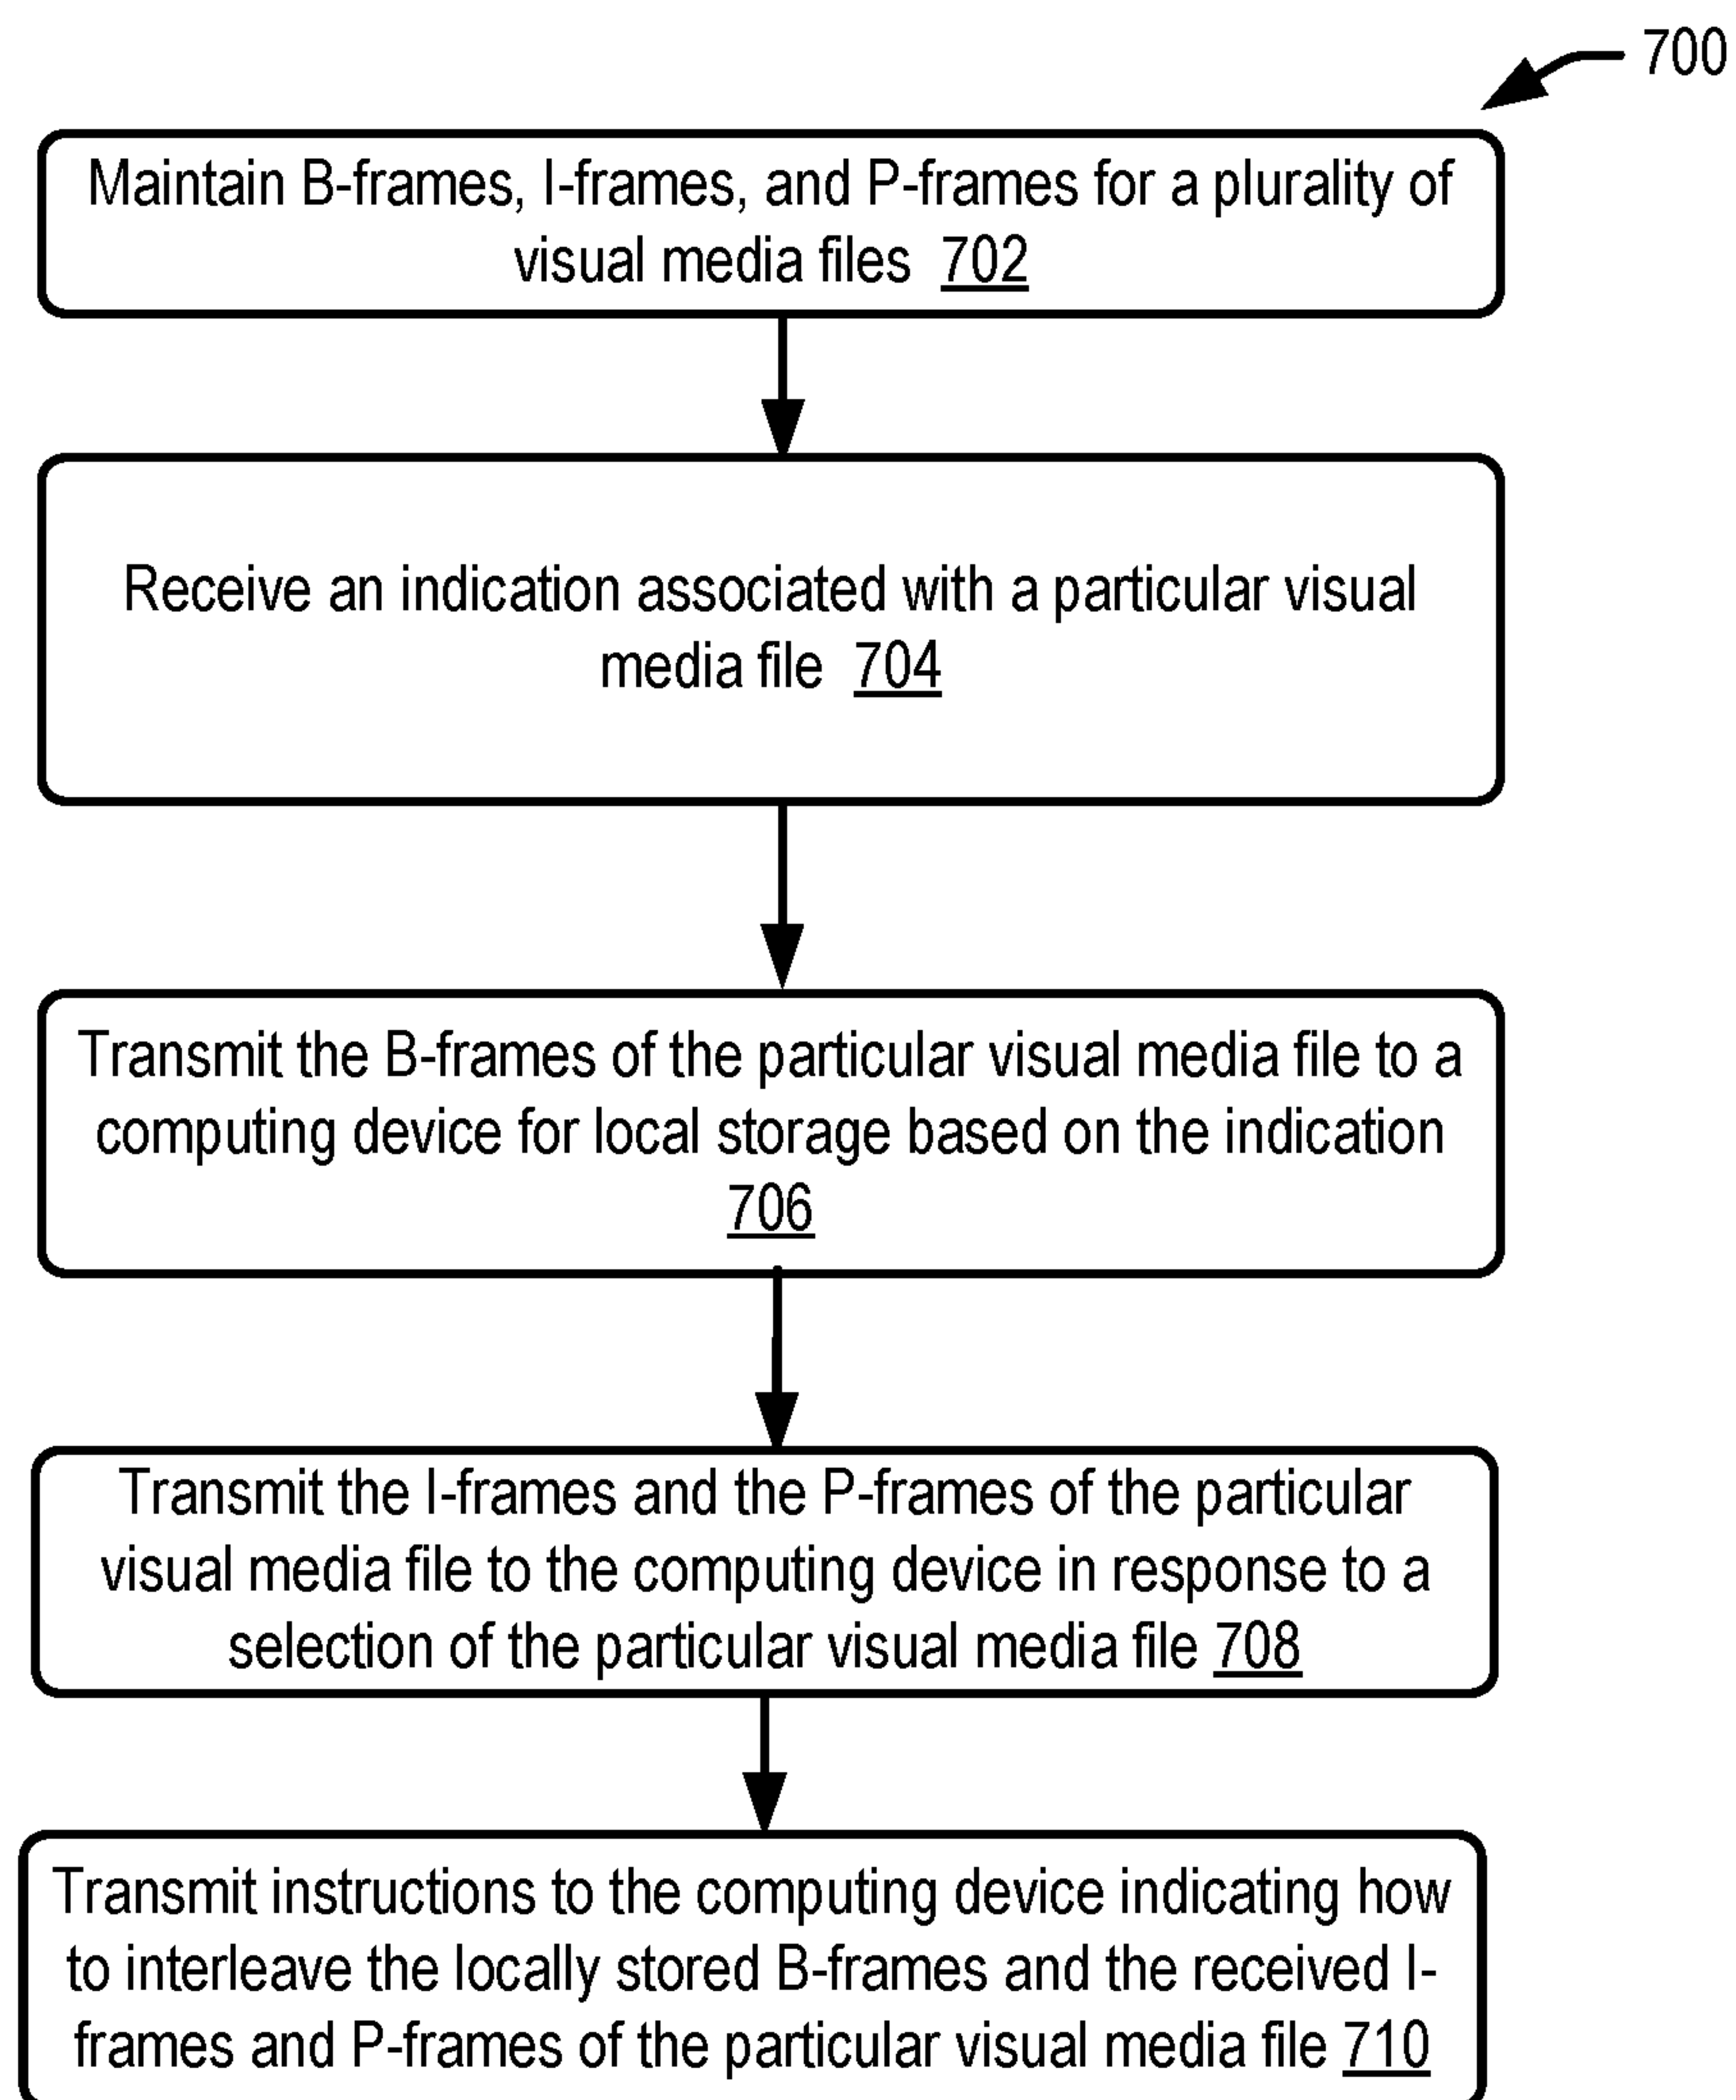 700
Maintain B-frames, I-frames, and P-frames for a plurality of
visual media files 702
Receive an indication associated with a particular visual
media file 704
Transmit the B-frames of the particular visual media file to a
computing device for local storage based on the indication
706
Transmit the I-frames and the P-frames of the particular
visual media file to the computing device in response to a
selection of the particular visual media file 708
Transmit instructions to the computing device indicating how
to interleave the locally stored B-frames and the received I-
frames and P-frames of the particular visual media file 710